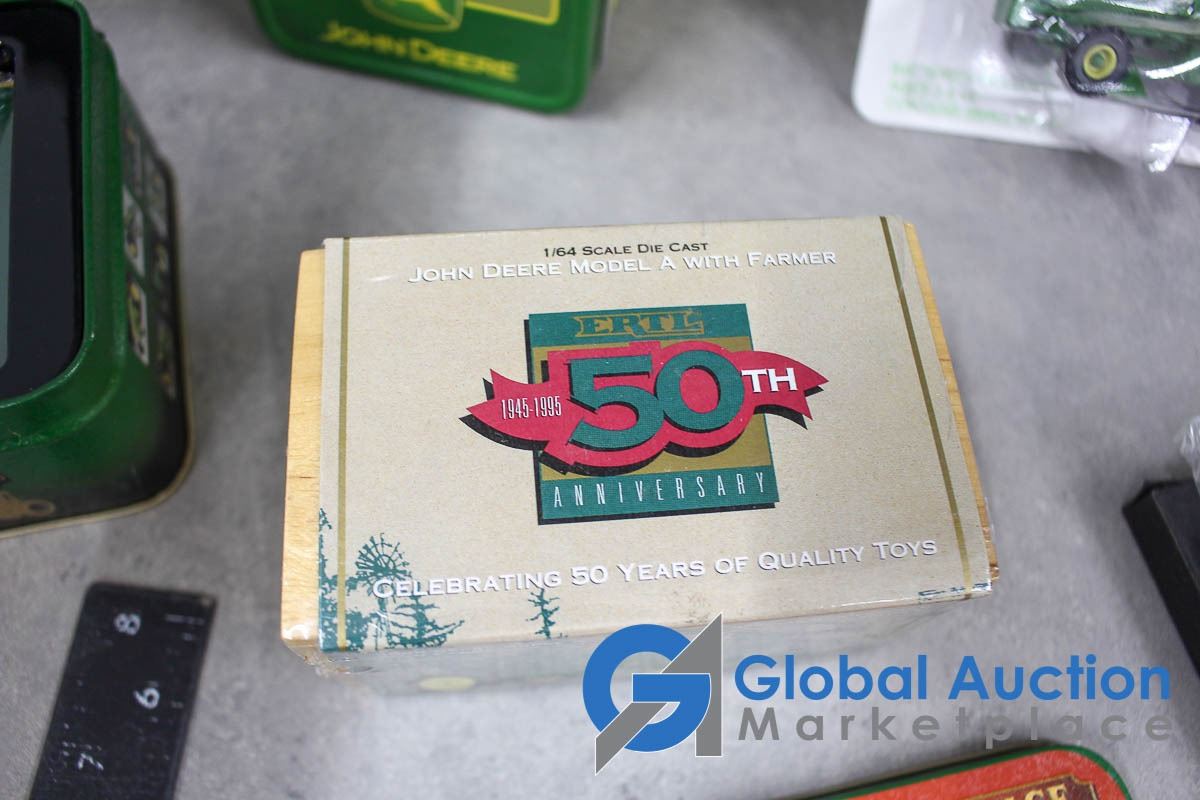 JOHN DEERE
1/64 SCALE DIE CAST
JOHN DEERE MODEL A WITH FARMER
ERTL
1945-1995
50TH
ANNIVERSARY
CELEBRATING 50 YEARS OF QUALITY TOYS
8
9
7
Global Auction
Marketplace